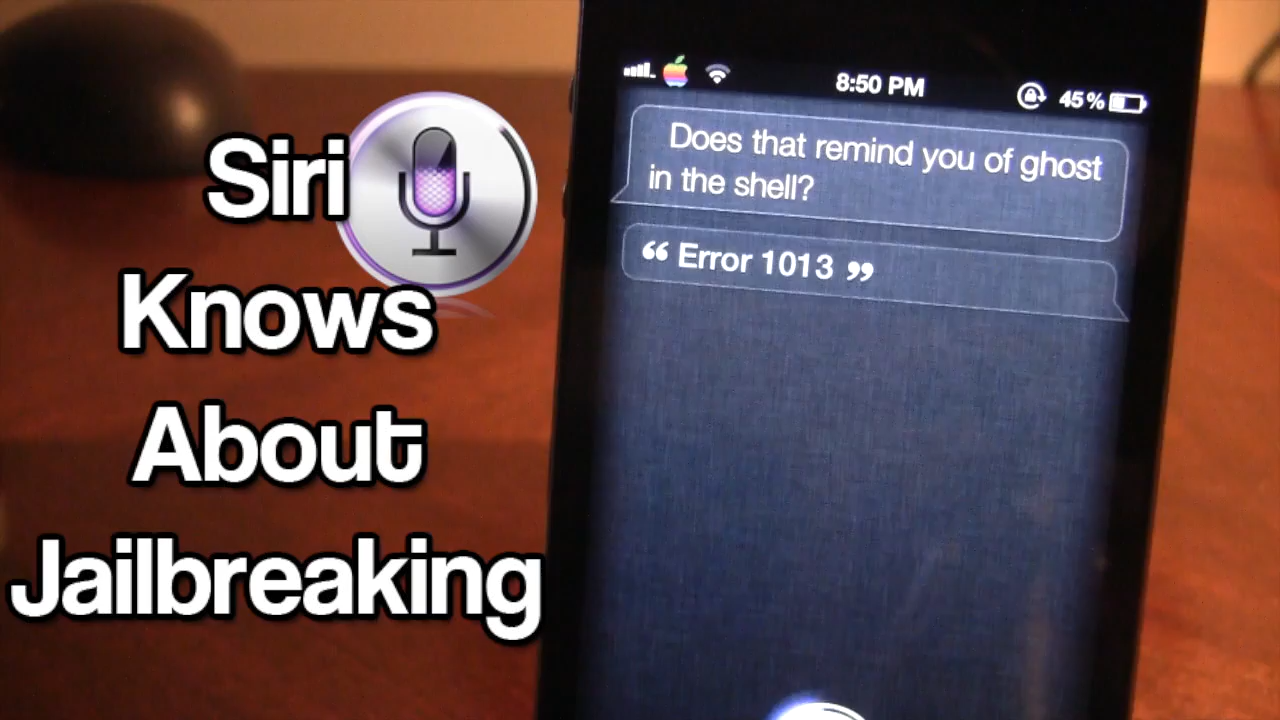 Siri
Knows
About
Jailbreaking
8:50 PM
45%
Does that remind you of ghost
in the shell?
“ Error 1013 ”